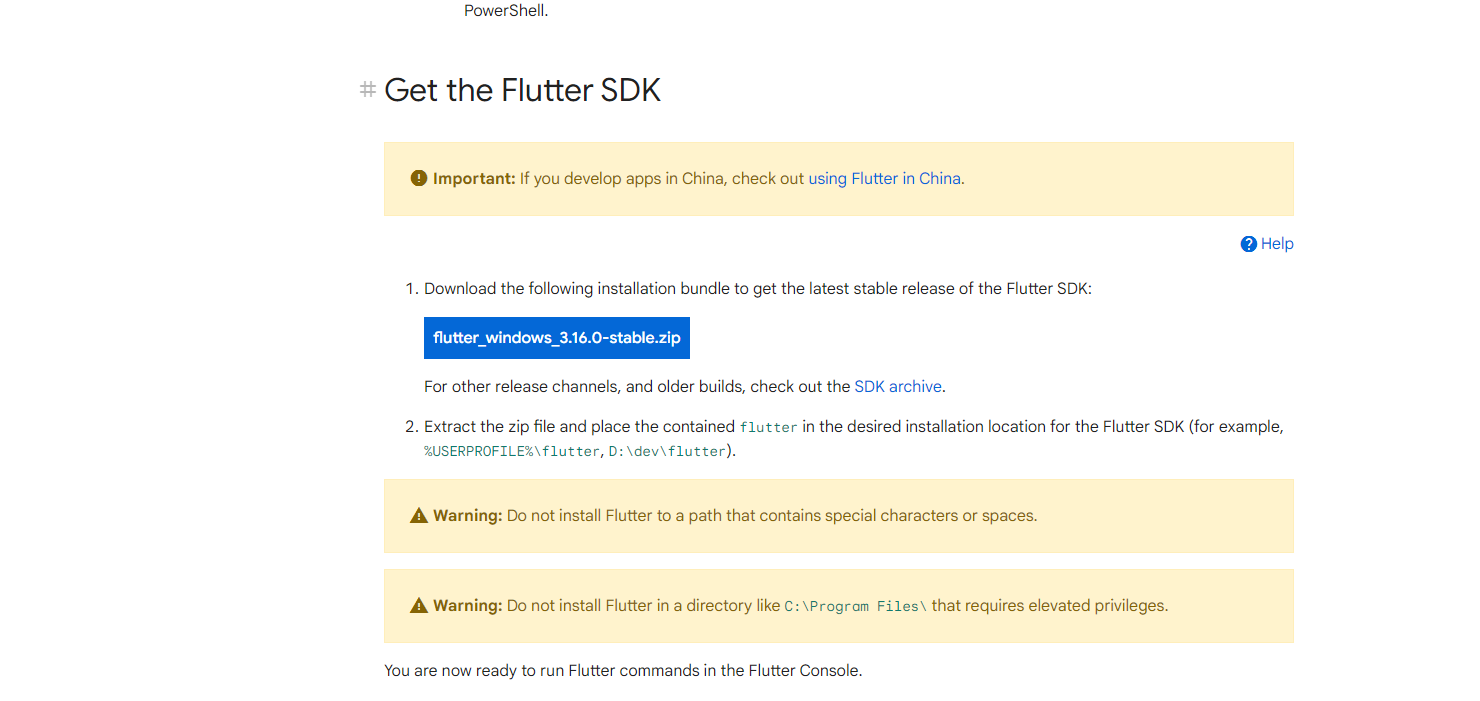 PowerShell.
# Get the Flutter SDK
Important: If you develop apps in China, check out using Flutter in China.
Help
1. Download the following installation bundle to get the latest stable release of the Flutter SDK:
flutter_windows_3.16.0-stable.zip
For other release channels, and older builds, check out the SDK archive.
2. Extract the zip file and place the contained flutter in the desired installation location for the Flutter SDK (for example,
%USERPROFILE%\flutter, D:\dev\flutter).
Warning: Do not install Flutter to a path that contains special characters or spaces.
Warning: Do not install Flutter in a directory like C:\Program Files\ that requires elevated privileges.
You are now ready to run Flutter commands in the Flutter Console.